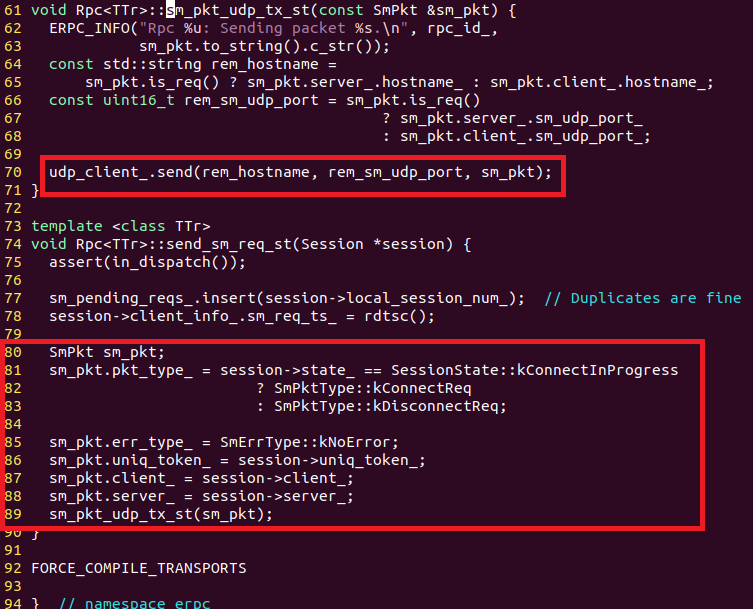 61 void Rpc<TTr>::sm_pkt_udp_tx_st(const SmPkt &sm_pkt) {
62   ERPC_INFO("Rpc %u: Sending packet %s.\n", rpc_id_,
63             sm_pkt.to_string().c_str());
64   const std::string rem_hostname =
65       sm_pkt.is_req() ? sm_pkt.server_.hostname_ : sm_pkt.client_.hostname_;
66   const uint16_t rem_sm_udp_port = sm_pkt.is_req()
67                                        ? sm_pkt.server_.sm_udp_port_
68                                        : sm_pkt.client_.sm_udp_port_;
69
70   udp_client_.send(rem_hostname, rem_sm_udp_port, sm_pkt);
71 }
72
73 template <class TTr>
74 void Rpc<TTr>::send_sm_req_st(Session *session) {
75   assert(in_dispatch());
76
77   sm_pending_reqs_.insert(session->local_session_num_);  // Duplicates are fine
78   session->client_info_.sm_req_ts_ = rdtsc();
79
80   SmPkt sm_pkt;
81   sm_pkt.pkt_type_ = session->state_ == SessionState::kConnectInProgress
82                          ? SmPktType::kConnectReq
83                          : SmPktType::kDisconnectReq;
84
85   sm_pkt.err_type_ = SmErrType::kNoError;
86   sm_pkt.uniq_token_ = session->uniq_token_;
87   sm_pkt.client_ = session->client_;
88   sm_pkt.server_ = session->server_;
89   sm_pkt_udp_tx_st(sm_pkt);
90 }
91
92 FORCE_COMPILE_TRANSPORTS
93
94 }  // namespace erpc